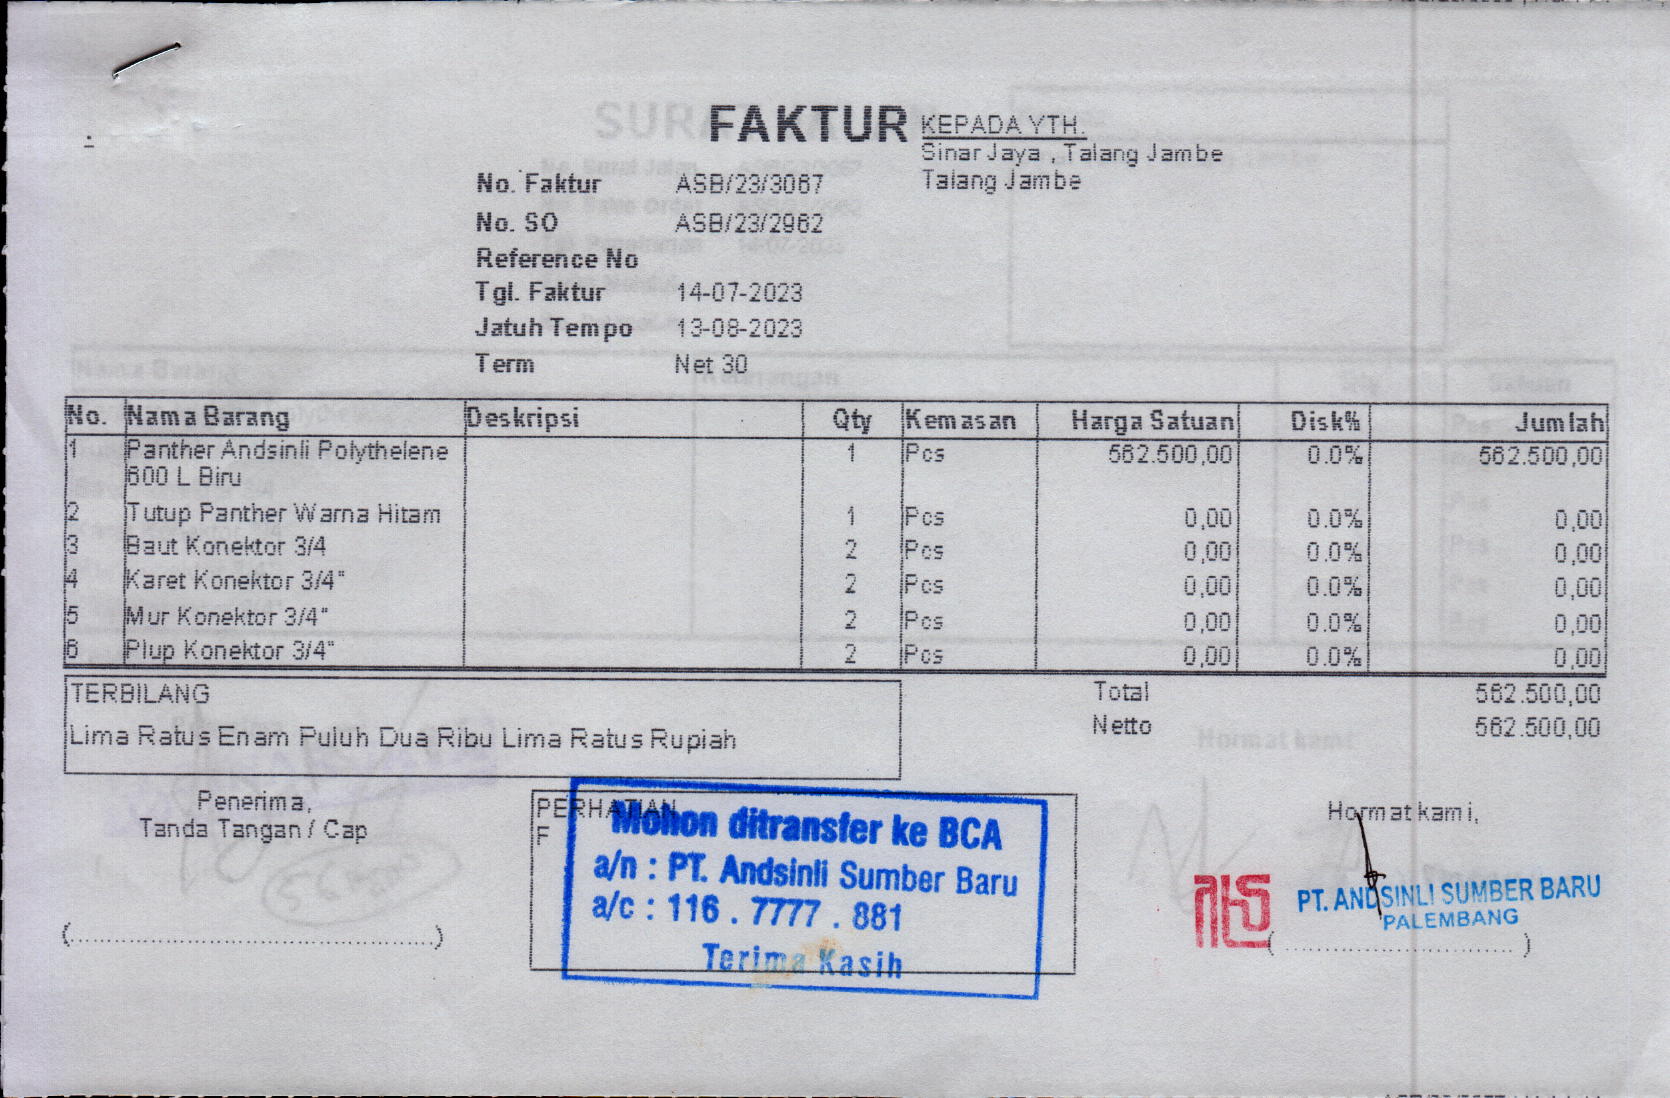 FAKTUR
KEPADA YTH.
Sinar Jaya , Talang Jambe
Talang Jambe
No. Faktur ASB/23/3067
No. SO ASB/23/2962
Reference No
Tgl. Faktur 14-07-2023
Jatuh Tempo 13-08-2023
Term Net 30
No. Nama Barang Deskripsi Qty Kemasan Harga Satuan Disk% Jumlah
1 Panther Andsinli Polythelene 1 Pcs 562.500,00 0.0% 562.500,00
600 L Biru
2 Tutup Panther Warna Hitam 1 Pcs 0,00 0.0% 0,00
3 Baut Konektor 3/4 2 Pcs 0,00 0.0% 0,00
4 Karet Konektor 3/4" 2 Pcs 0,00 0.0% 0,00
5 Mur Konektor 3/4" 2 Pcs 0,00 0.0% 0,00
6 Plup Konektor 3/4" 2 Pcs 0,00 0.0% 0,00
TERBILANG
Lima Ratus Enam Puluh Dua Ribu Lima Ratus Rupiah
Total 562.500,00
Netto 562.500,00
Penerima,
Tanda Tangan / Cap
(..........................................)
PERHATIAN
F
Mohon ditransfer ke BCA
a/n : PT. Andsinli Sumber Baru
a/c : 116 . 7777 . 881
Terima Kasih
Hormat kami,
PT. ANDSINLI SUMBER BARU
PALEMBANG
( .............................. )